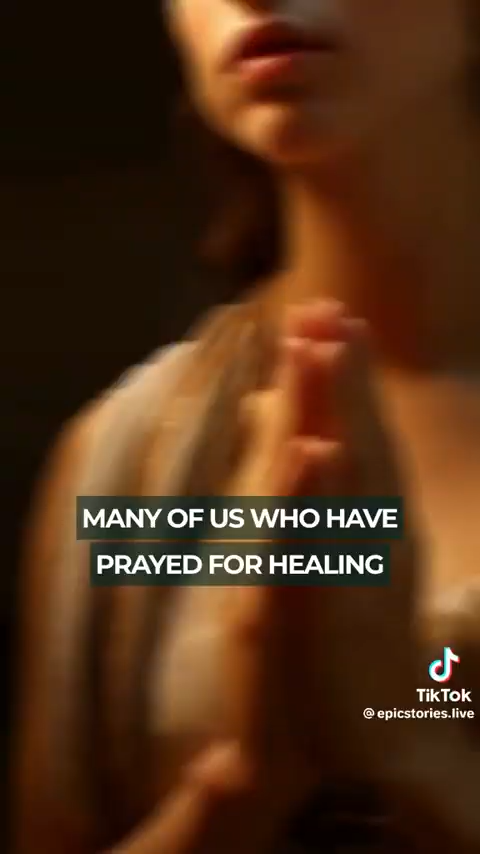 MANY OF US WHO HAVE
PRAYED FOR HEALING
TikTok
@epicstories.live